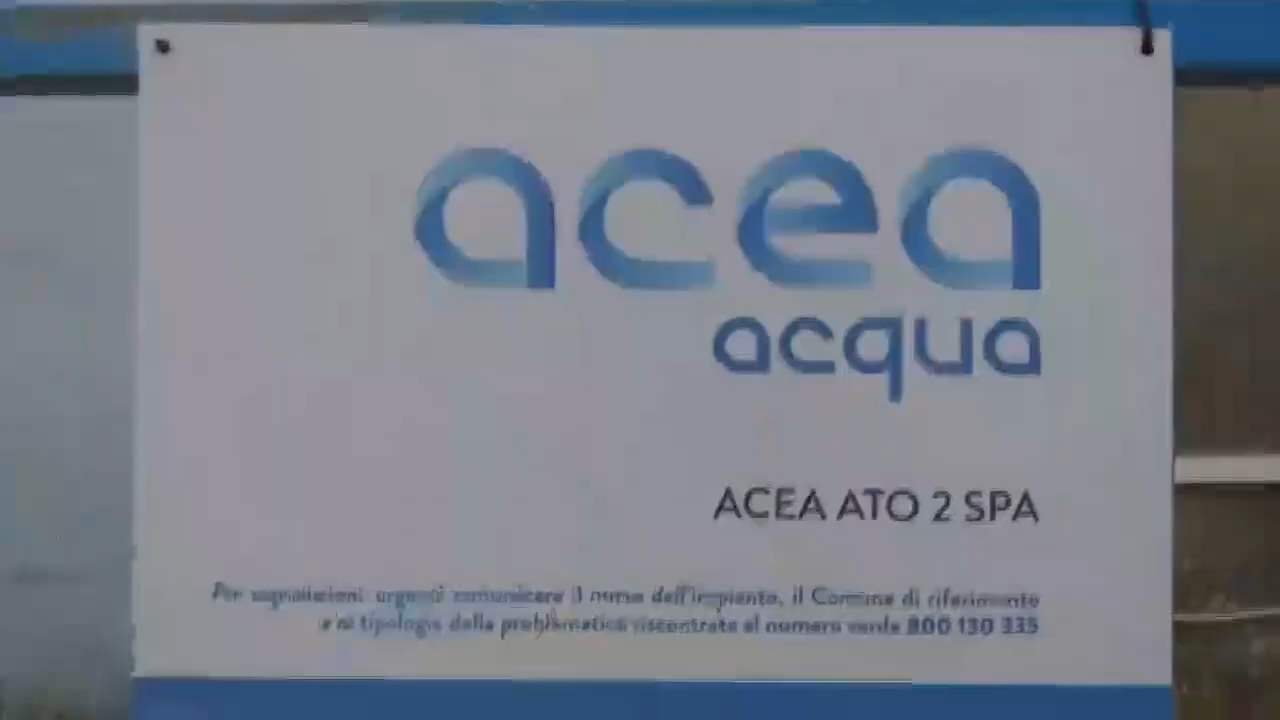 acea
acqua
ACEA ATO 2 SPA
Per segnalazioni urgenti comunicare il nome dell'impianto, il Comune di riferimento
e la tipologia della problematica riscontrata al numero verde 800 130 335